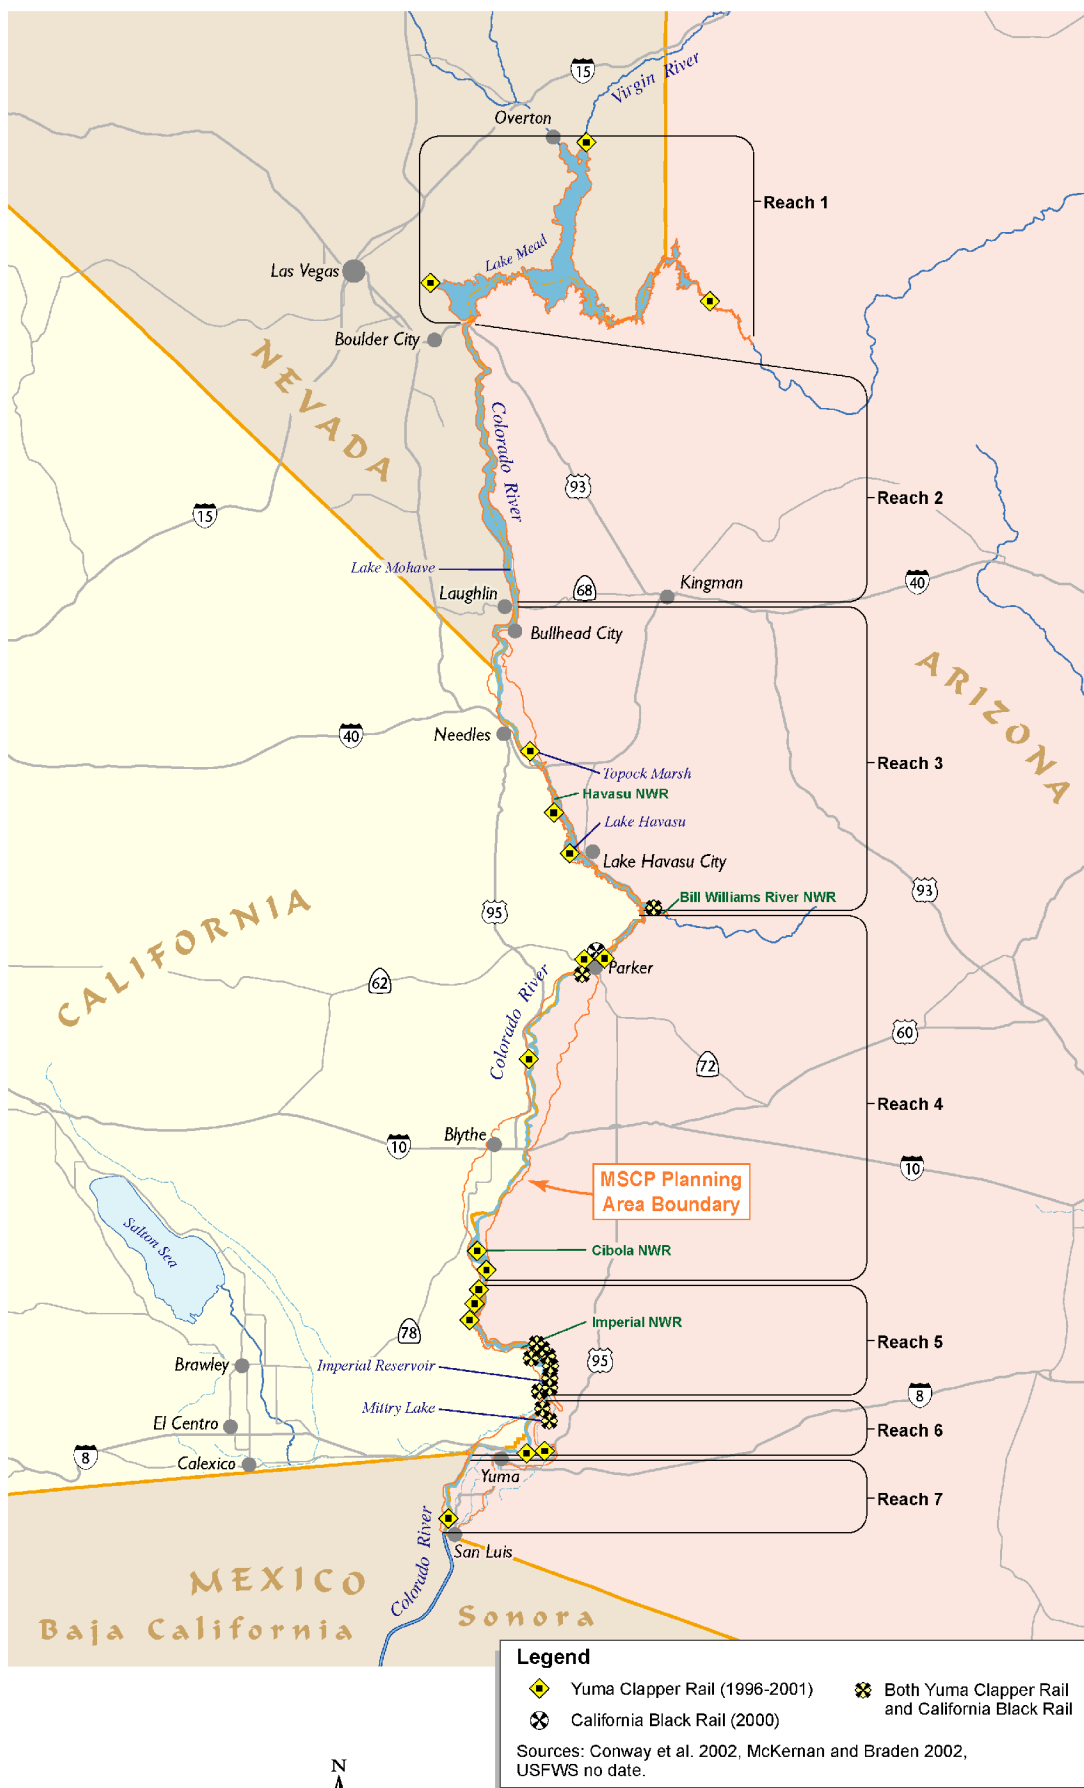 15
Virgin River
Overton
Reach 1
Lake Mead
Las Vegas
Boulder City
NEVADA
Colorado River
93
Reach 2
15
Lake Mohave
Laughlin
68
Kingman
40
Bullhead City
ARIZONA
Needles
40
Topock Marsh
Reach 3
Havasu NWR
Lake Havasu
Lake Havasu City
93
95
Bill Williams River NWR
CALIFORNIA
62
Parker
Colorado River
60
72
Reach 4
Blythe
10
10
MSCP Planning
Area Boundary
Salton Sea
Cibola NWR
78
Imperial NWR
Reach 5
Brawley
Imperial Reservoir
95
8
Mittry Lake
El Centro
Reach 6
8
Calexico
Yuma
Reach 7
Colorado River
San Luis
MEXICO
Baja California
Sonora
Legend
Yuma Clapper Rail (1996-2001)
California Black Rail (2000)
Both Yuma Clapper Rail
and California Black Rail
Sources: Conway et al. 2002, McKernan and Braden 2002,
USFWS no date.
N